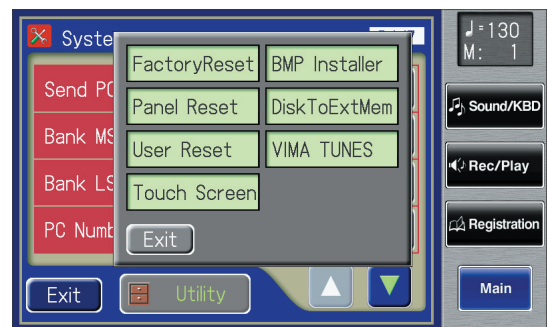 Syste
FactoryReset BMP Installer
Panel Reset DiskToExtMem
User Reset VIMA TUNES
Touch Screen
Exit
Send PC
Bank MS
Bank LS
PC Numb
Exit Utility
♩=130
M: 1
Sound/KBD
Rec/Play
Registration
Main